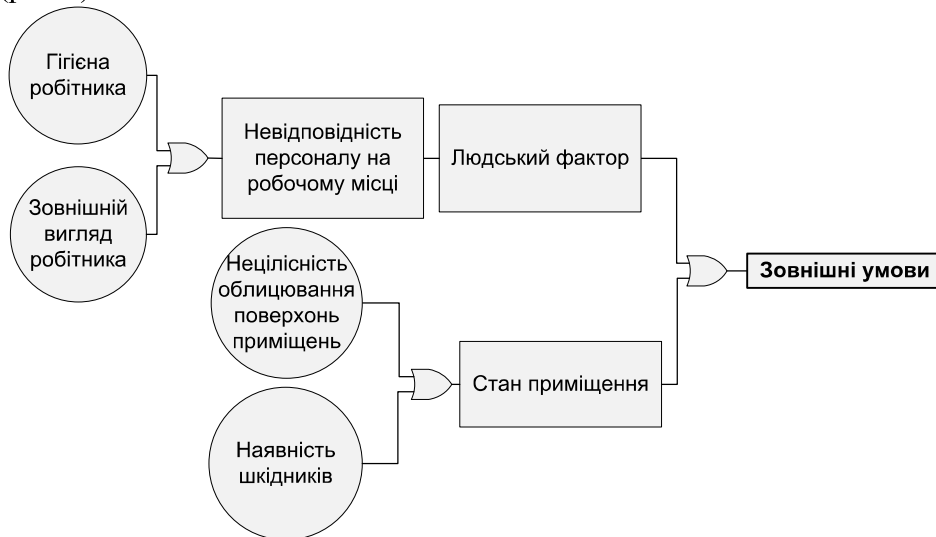 Гігієна
робітника
Невідповідність
персоналу на
робочому місці
Людський фактор
Зовнішній
вигляд
робітника
Нецілісність
облицювання
поверхонь
приміщень
Зовнішні умови
Стан приміщення
Наявність
шкідників